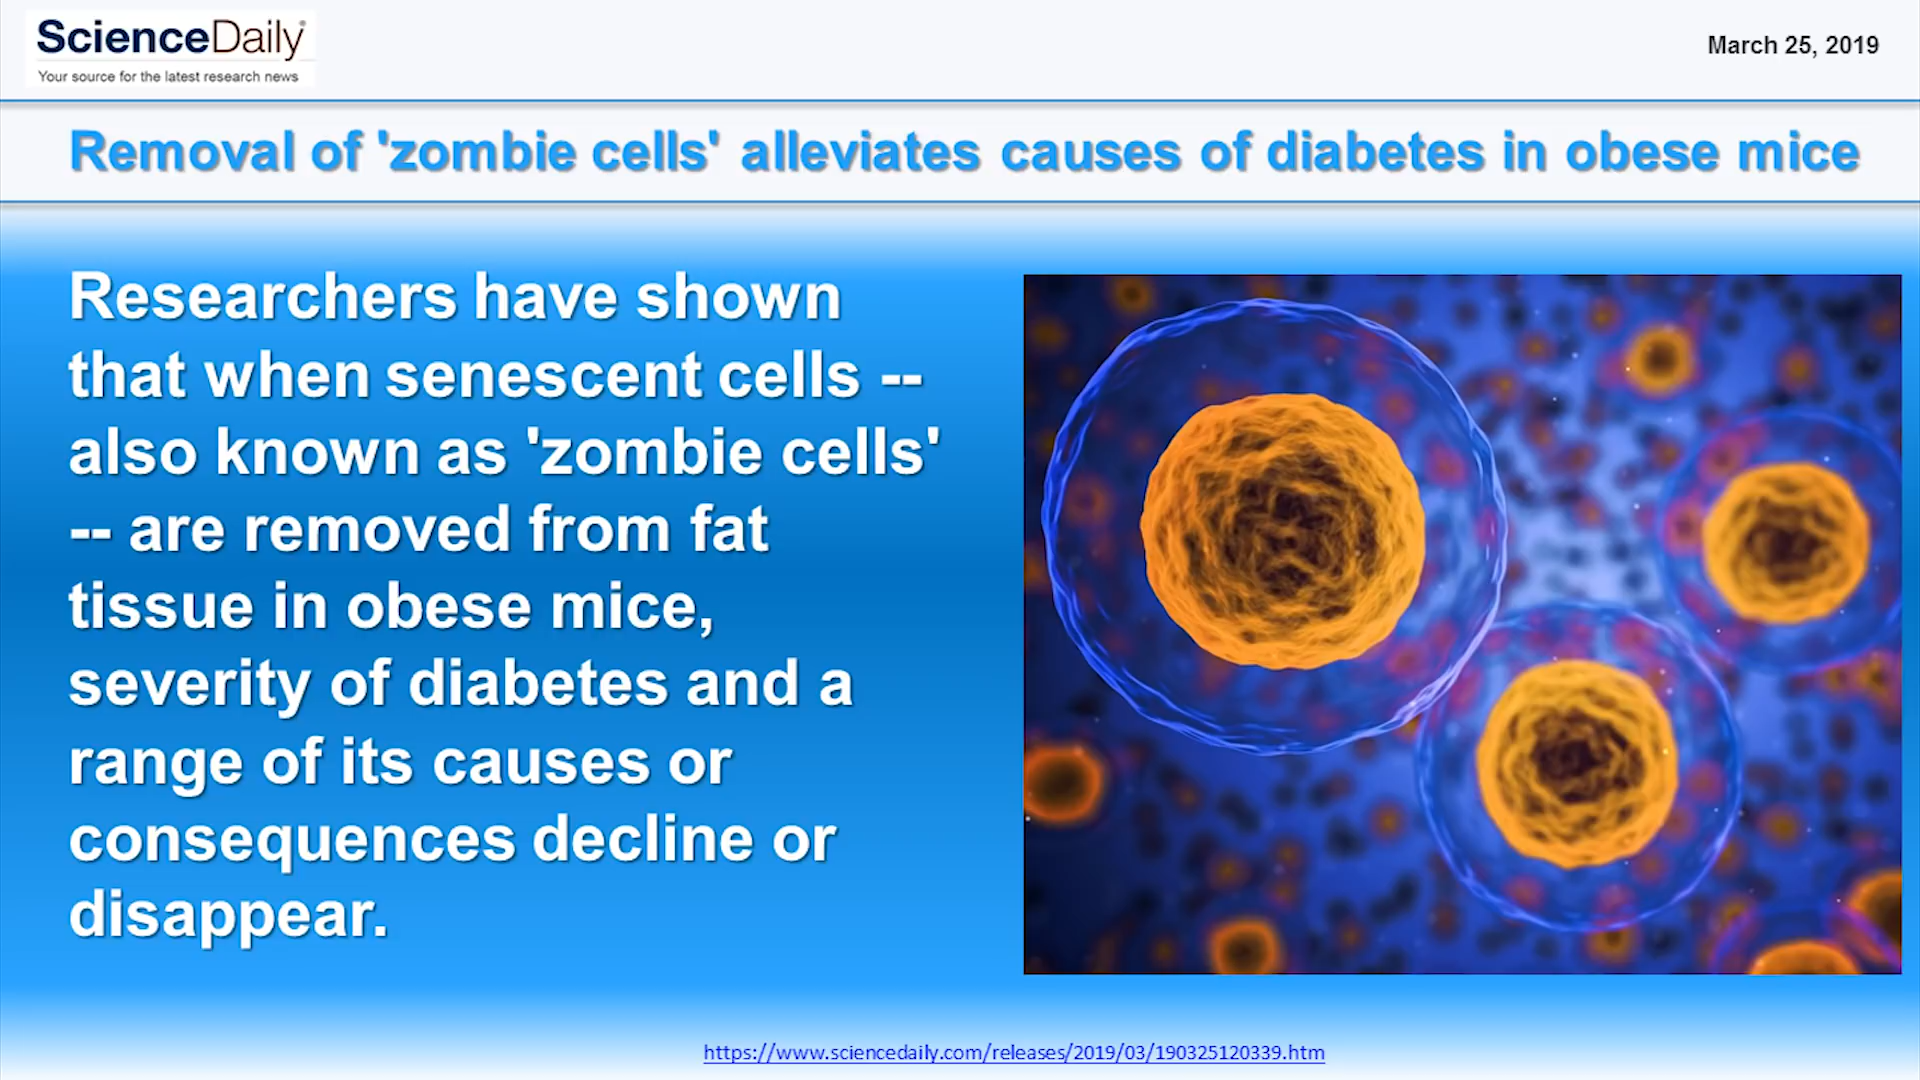 ScienceDaily
Your source for the latest research news
March 25, 2019
Removal of 'zombie cells' alleviates causes of diabetes in obese mice
Researchers have shown
that when senescent cells --
also known as 'zombie cells'
-- are removed from fat
tissue in obese mice,
severity of diabetes and a
range of its causes or
consequences decline or
disappear.
https://www.sciencedaily.com/releases/2019/03/190325120339.htm